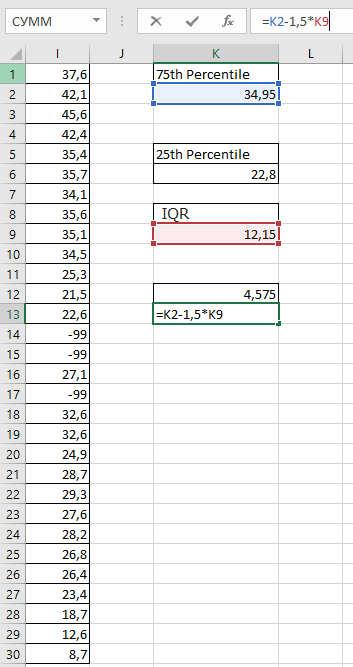 СУММ =K2-1,5*K9
I J K L
1 37,6 75th Percentile
2 42,1 34,95
3 45,6
4 42,4
5 35,4 25th Percentile
6 35,7 22,8
7 34,1
8 35,6 IQR
9 35,1 12,15
10 34,5
11 25,3
12 21,5 4,575
13 22,6 =K2-1,5*K9
14 -99
15 -99
16 27,1
17 -99
18 32,6
19 32,6
20 24,9
21 28,7
22 29,3
23 27,6
24 28,2
25 26,8
26 26,4
27 23,4
28 18,7
29 12,6
30 8,7